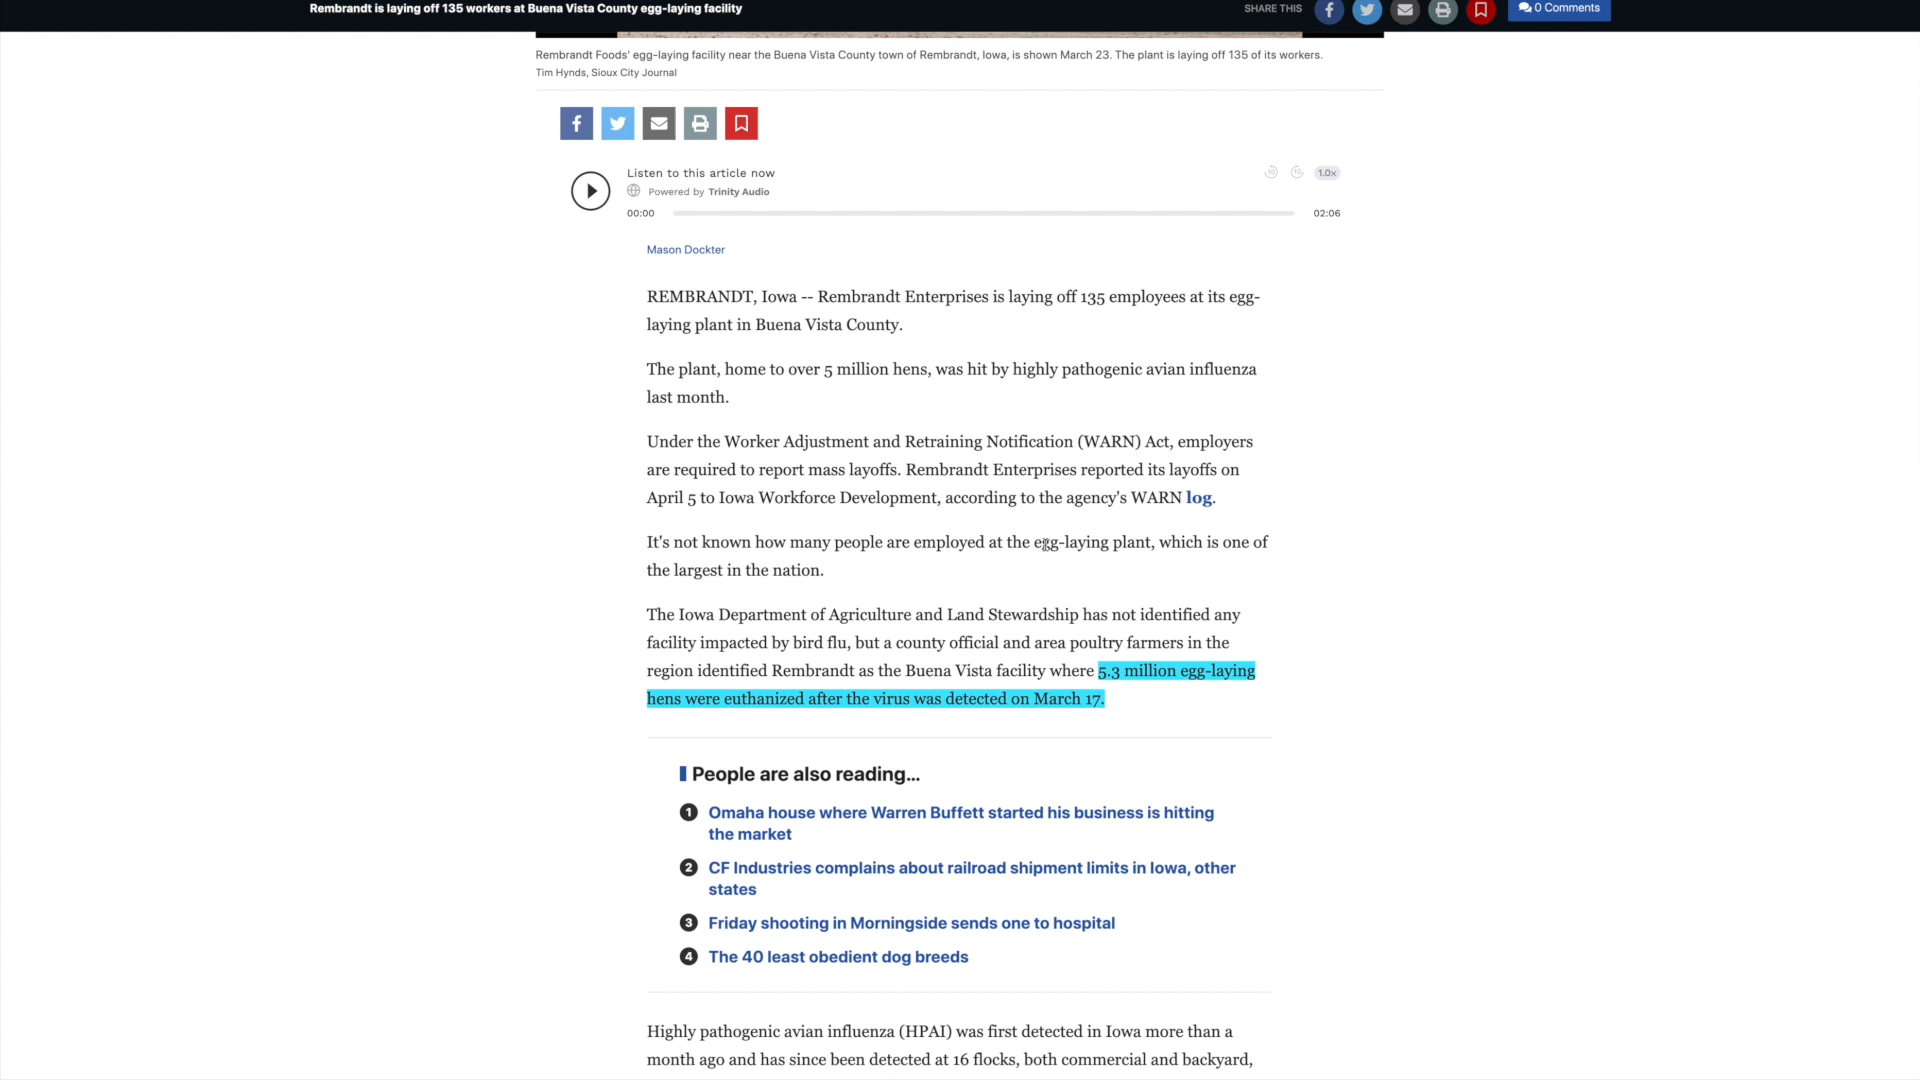 Rembrandt is laying off 135 workers at Buena Vista County egg-laying facility
SHARE THIS
0 Comments
Rembrandt Foods' egg-laying facility near the Buena Vista County town of Rembrandt, Iowa, is shown March 23. The plant is laying off 135 of its workers.
Tim Hynds, Sioux City Journal
Listen to this article now
10
10
1.0x
Powered by Trinity Audio
00:00
02:06
Mason Dockter
REMBRANDT, Iowa -- Rembrandt Enterprises is laying off 135 employees at its egg-
laying plant in Buena Vista County.
The plant, home to over 5 million hens, was hit by highly pathogenic avian influenza
last month.
Under the Worker Adjustment and Retraining Notification (WARN) Act, employers
are required to report mass layoffs. Rembrandt Enterprises reported its layoffs on
April 5 to Iowa Workforce Development, according to the agency's WARN log.
It's not known how many people are employed at the egg-laying plant, which is one of
the largest in the nation.
The Iowa Department of Agriculture and Land Stewardship has not identified any
facility impacted by bird flu, but a county official and area poultry farmers in the
region identified Rembrandt as the Buena Vista facility where 5.3 million egg-laying
hens were euthanized after the virus was detected on March 17.
People are also reading...
1 Omaha house where Warren Buffett started his business is hitting
the market
2 CF Industries complains about railroad shipment limits in Iowa, other
states
3 Friday shooting in Morningside sends one to hospital
4 The 40 least obedient dog breeds
Highly pathogenic avian influenza (HPAI) was first detected in Iowa more than a
month ago and has since been detected at 16 flocks, both commercial and backyard,